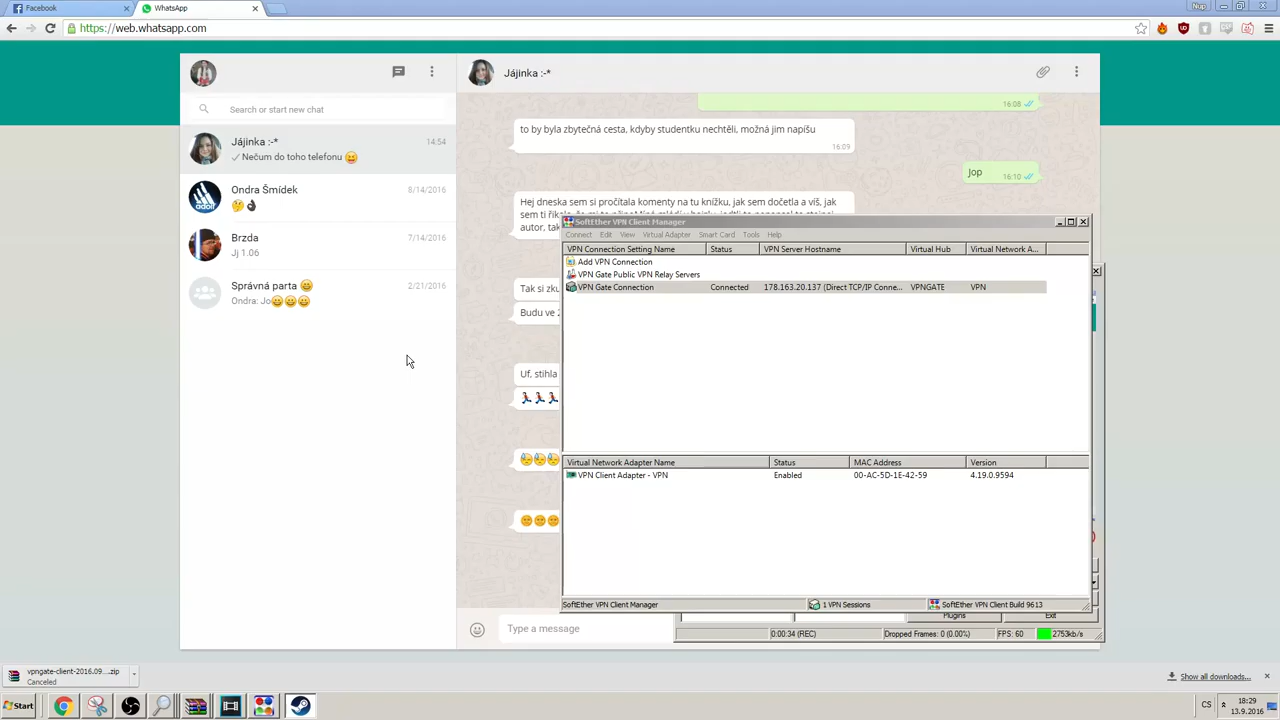 Facebook
WhatsApp
Nup
https://web.whatsapp.com
Jájinka :-*
Search or start new chat
Jájinka :-*
14:54
Nečum do toho telefonu
Ondra Šmídek
8/14/2016
Brzda
7/14/2016
Jj 1.06
Správná parta
2/21/2016
Ondra: Jo
16:08
to by byla zbytečná cesta, kdyby studentku nechtěli, možná jim napíšu
16:09
Jop
16:10
Hej dneska sem si pročítala komenty na tu knížku, jak sem dočetla a víš, jak
sem ti říkala,
autor, tak
Tak si zku
Budu ve 2
Uf, stihla
Type a message
SoftEther VPN Client Manager
Connect Edit View Virtual Adapter Smart Card Tools Help
VPN Connection Setting Name Status VPN Server Hostname Virtual Hub Virtual Network A...
Add VPN Connection
VPN Gate Public VPN Relay Servers
VPN Gate Connection Connected 178.163.20.137 (Direct TCP/IP Conne... VPNGATE VPN
Virtual Network Adapter Name Status MAC Address Version
VPN Client Adapter - VPN Enabled 00-AC-5D-1E-42-59 4.19.0.9594
SoftEther VPN Client Manager 1 VPN Sessions SoftEther VPN Client Build 9613
Plugins Exit
0:00:34 (REC) Dropped Frames: 0 (0.00%) FPS: 60 2753kb/s
vpngate-client-2016.09....zip
Canceled
Show all downloads...
Start
CS
18:29
13.9.2016